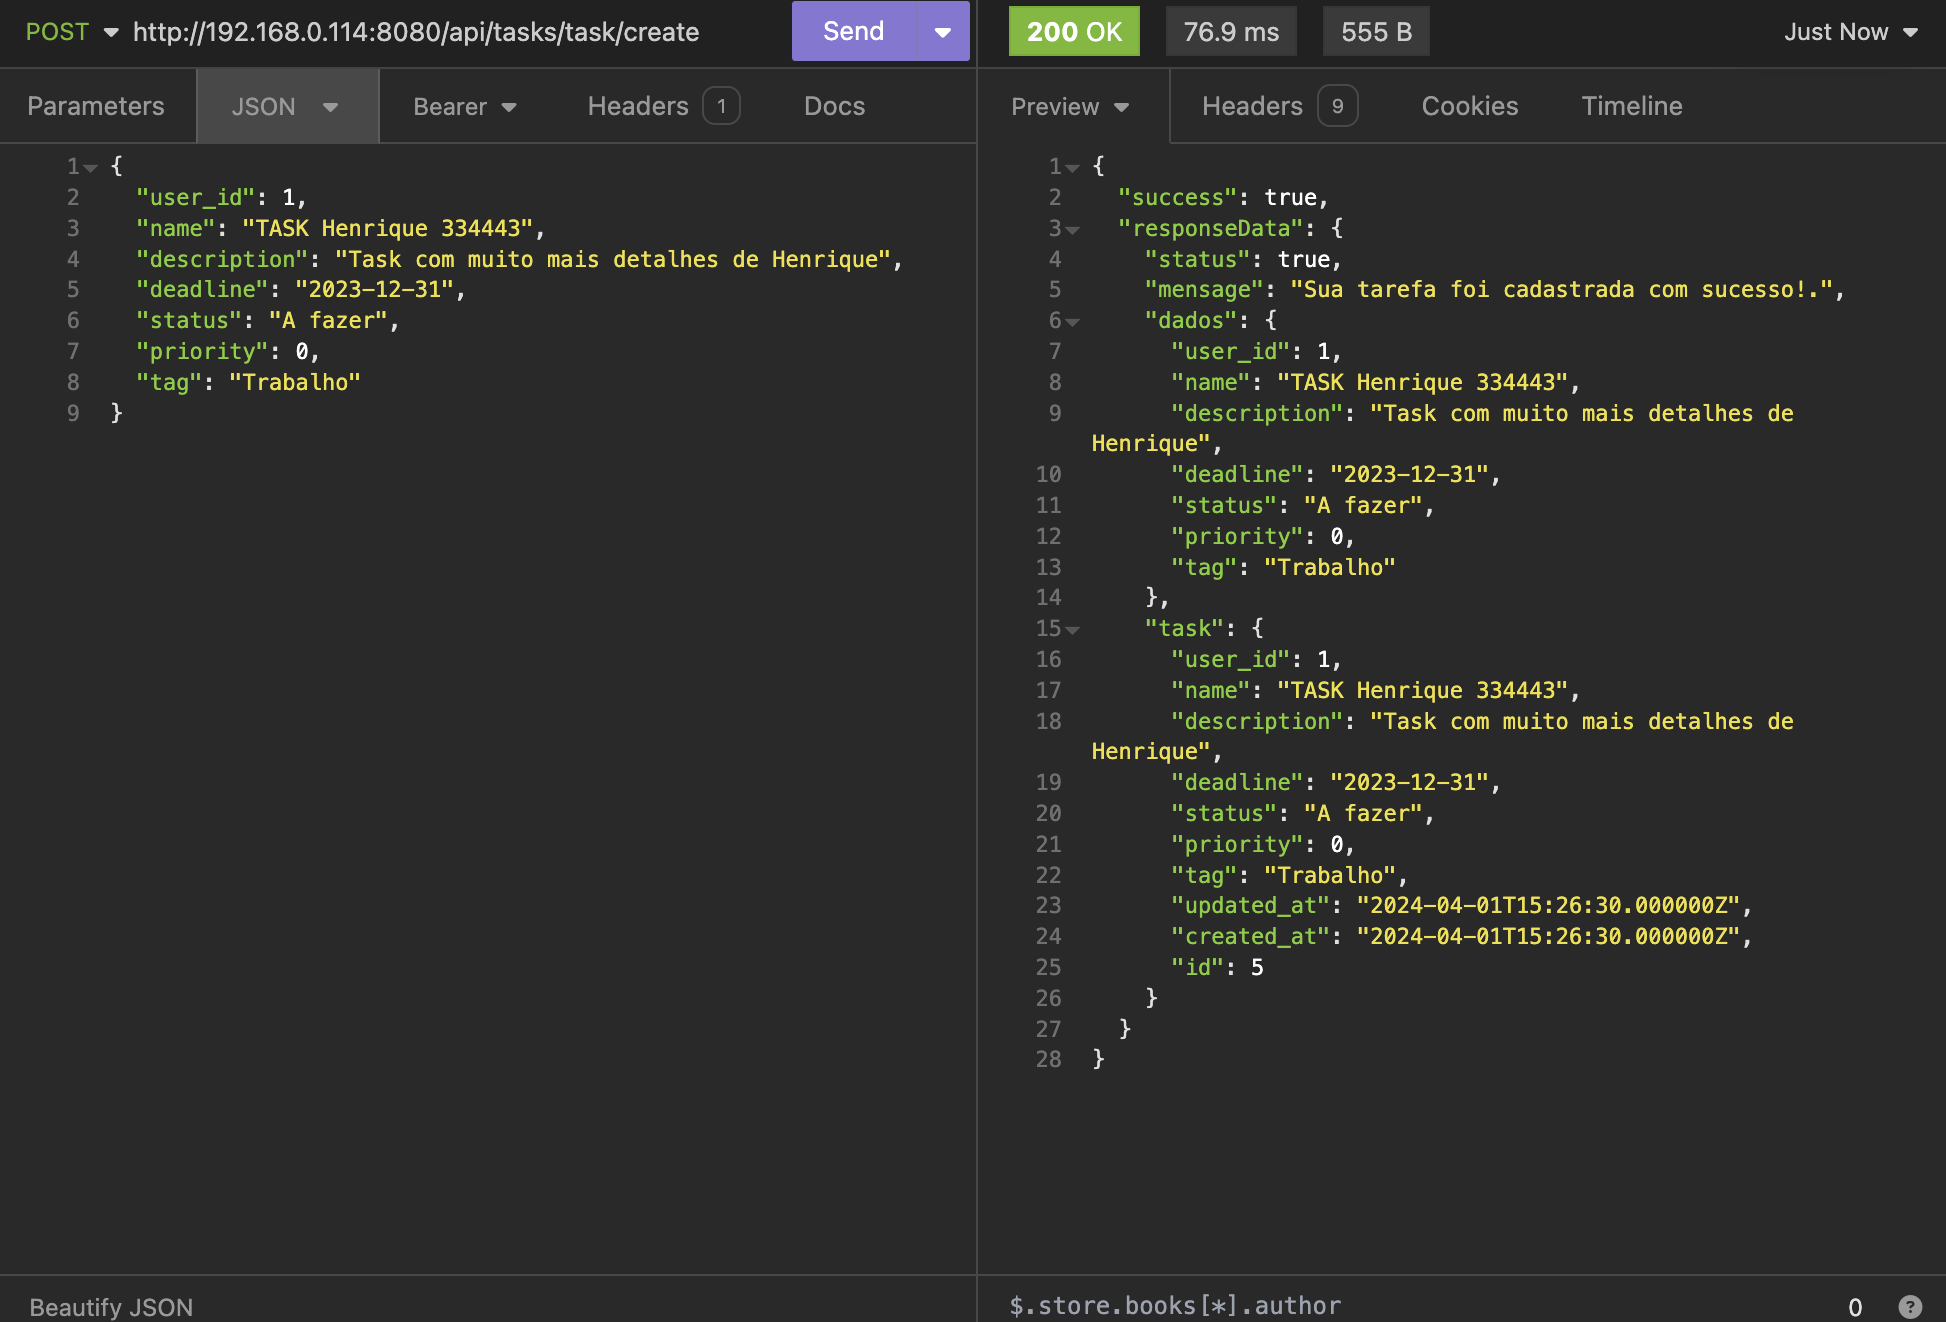 POST http://192.168.0.114:8080/api/tasks/task/create Send
Parameters JSON Bearer Headers 1 Docs
1 {
2 "user_id": 1,
3 "name": "TASK Henrique 334443",
4 "description": "Task com muito mais detalhes de Henrique",
5 "deadline": "2023-12-31",
6 "status": "A fazer",
7 "priority": 0,
8 "tag": "Trabalho"
9 }
Beautify JSON
200 OK 76.9 ms 555 B Just Now
Preview Headers 9 Cookies Timeline
1 {
2 "success": true,
3 "responseData": {
4 "status": true,
5 "mensage": "Sua tarefa foi cadastrada com sucesso!.",
6 "dados": {
7 "user_id": 1,
8 "name": "TASK Henrique 334443",
9 "description": "Task com muito mais detalhes de
Henrique",
10 "deadline": "2023-12-31",
11 "status": "A fazer",
12 "priority": 0,
13 "tag": "Trabalho"
14 },
15 "task": {
16 "user_id": 1,
17 "name": "TASK Henrique 334443",
18 "description": "Task com muito mais detalhes de
Henrique",
19 "deadline": "2023-12-31",
20 "status": "A fazer",
21 "priority": 0,
22 "tag": "Trabalho",
23 "updated_at": "2024-04-01T15:26:30.000000Z",
24 "created_at": "2024-04-01T15:26:30.000000Z",
25 "id": 5
26 }
27 }
28 }
$.store.books[*].author 0 ?